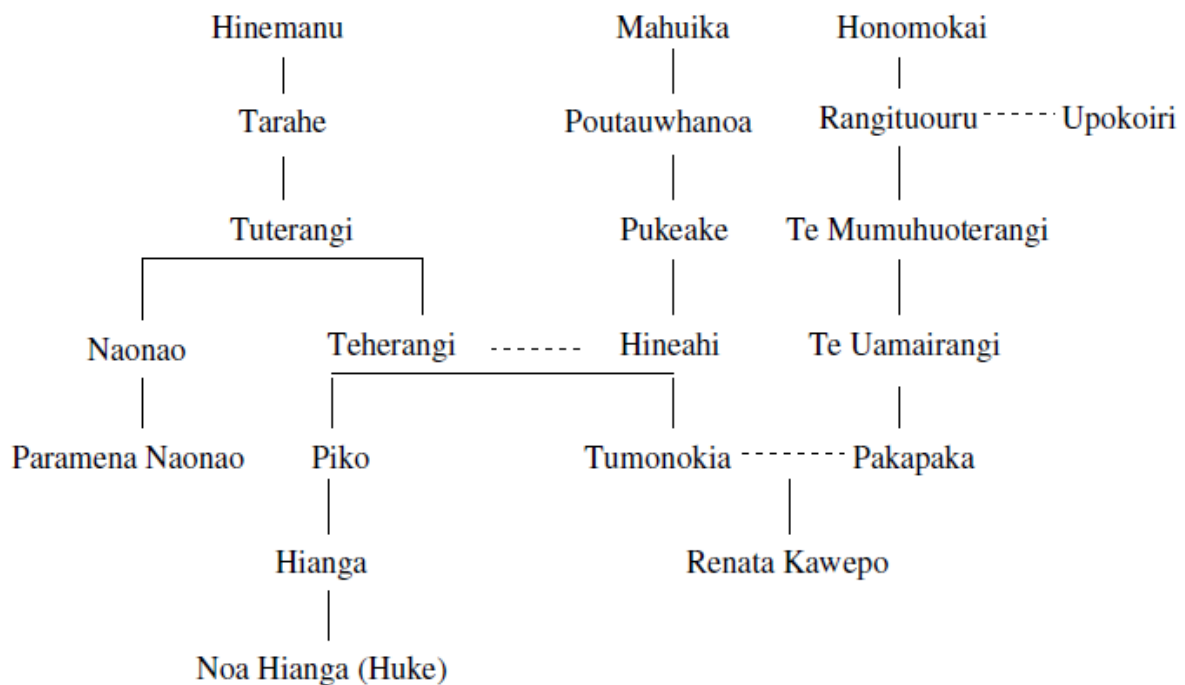 Hinemanu Mahuika Honomokai
Tarahe Poutauwhanoa Rangituouru Upokoiri
Tuterangi Pukeake Te Mumuhuoterangi
Naonao Teherangi Hineahi Te Uamairangi
Paramena Naonao Piko Tumonokia Pakapaka
Hianga Renata Kawepo
Noa Hianga (Huke)